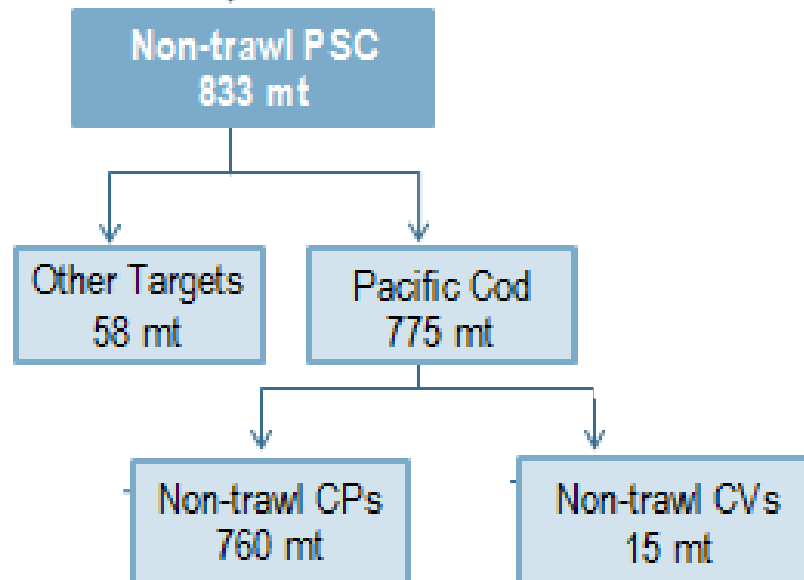 Non-trawl PSC
833 mt
Other Targets
58 mt
Pacific Cod
775 mt
Non-trawl CPs
760 mt
Non-trawl CVs
15 mt